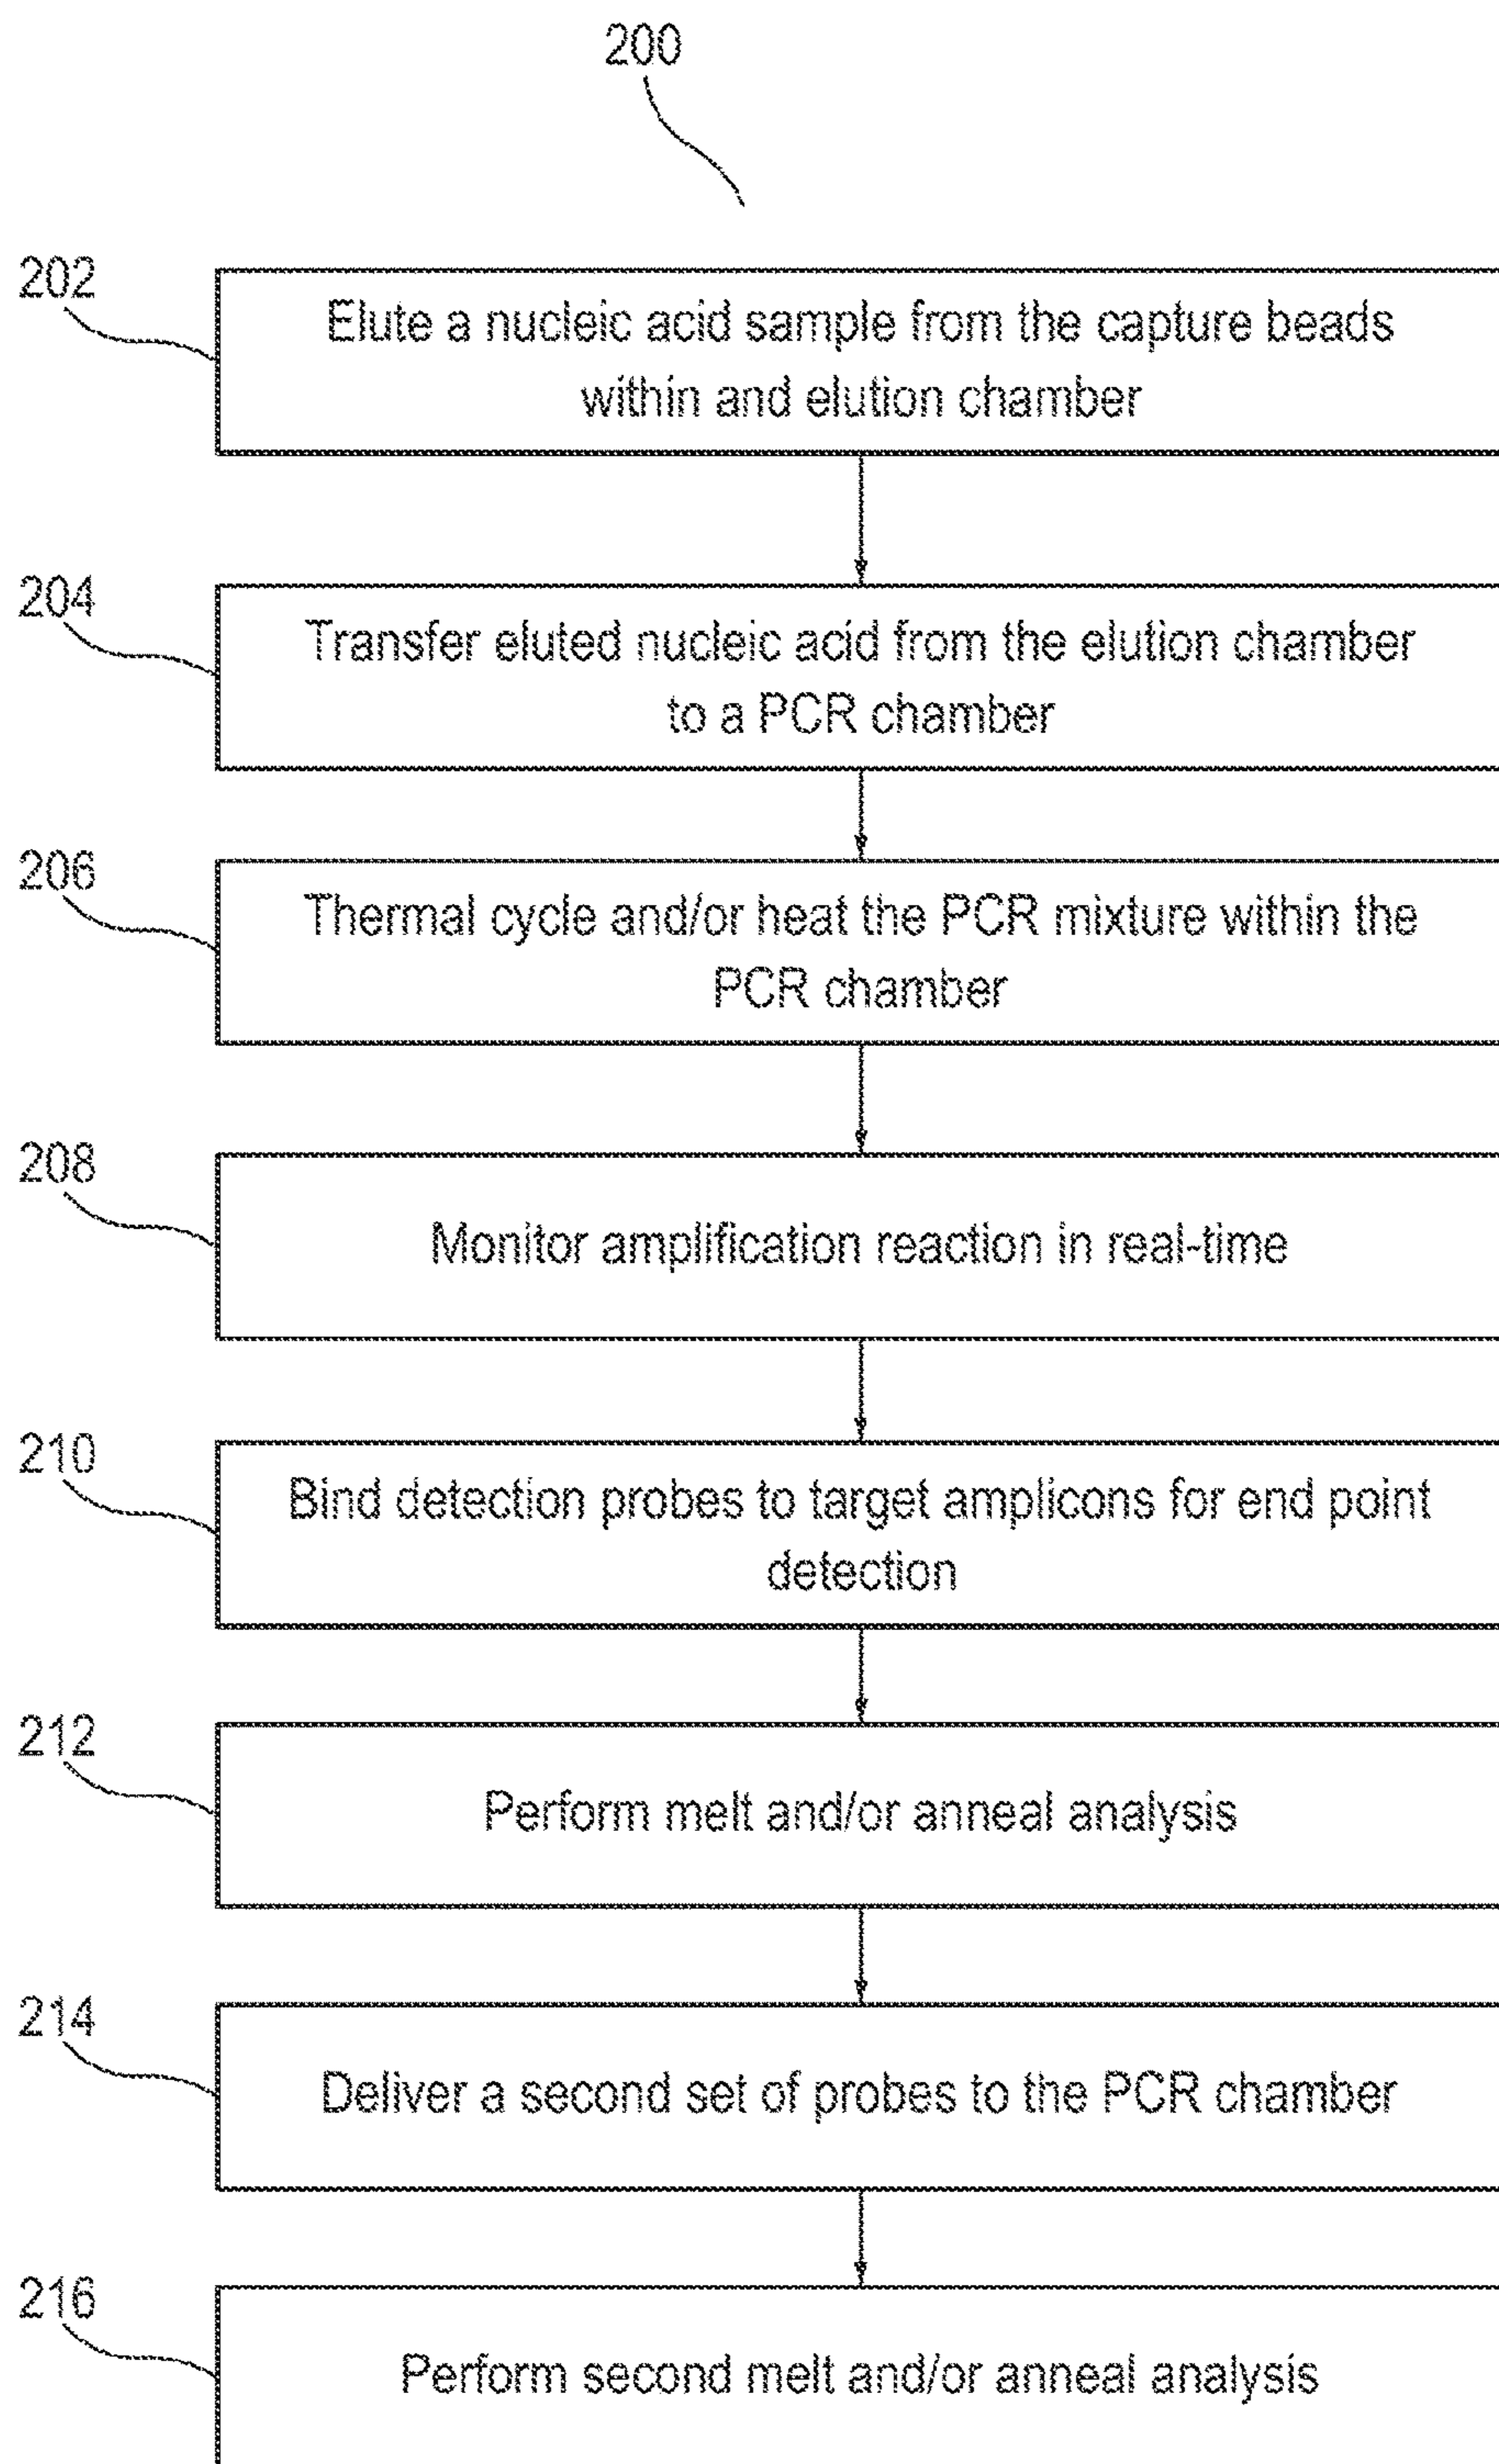 200
202
Elute a nucleic acid sample from the capture beads
within and elution chamber
204
Transfer eluted nucleic acid from the elution chamber
to a PCR chamber
206
Thermal cycle and/or heat the PCR mixture within the
PCR chamber
208
Monitor amplification reaction in real-time
210
Bind detection probes to target amplicons for end point
detection
212
Perform melt and/or anneal analysis
214
Deliver a second set of probes to the PCR chamber
216
Perform second melt and/or anneal analysis